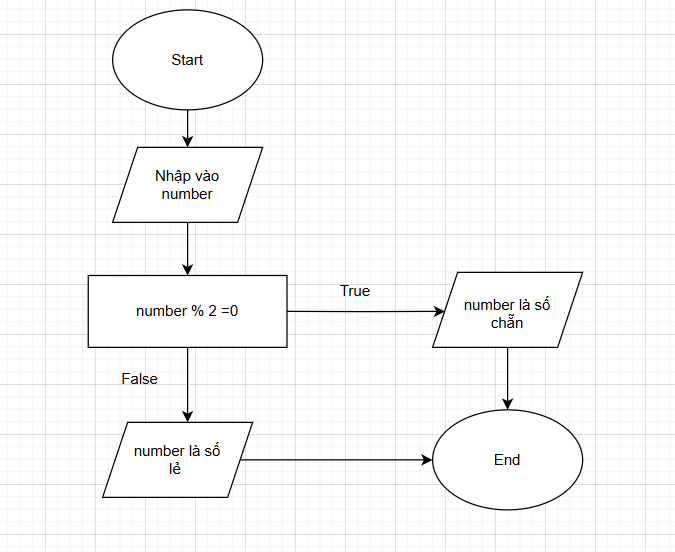 Start
Nhập vào
number
number % 2 =0
True
number là số
chẵn
False
number là số
lẻ
End